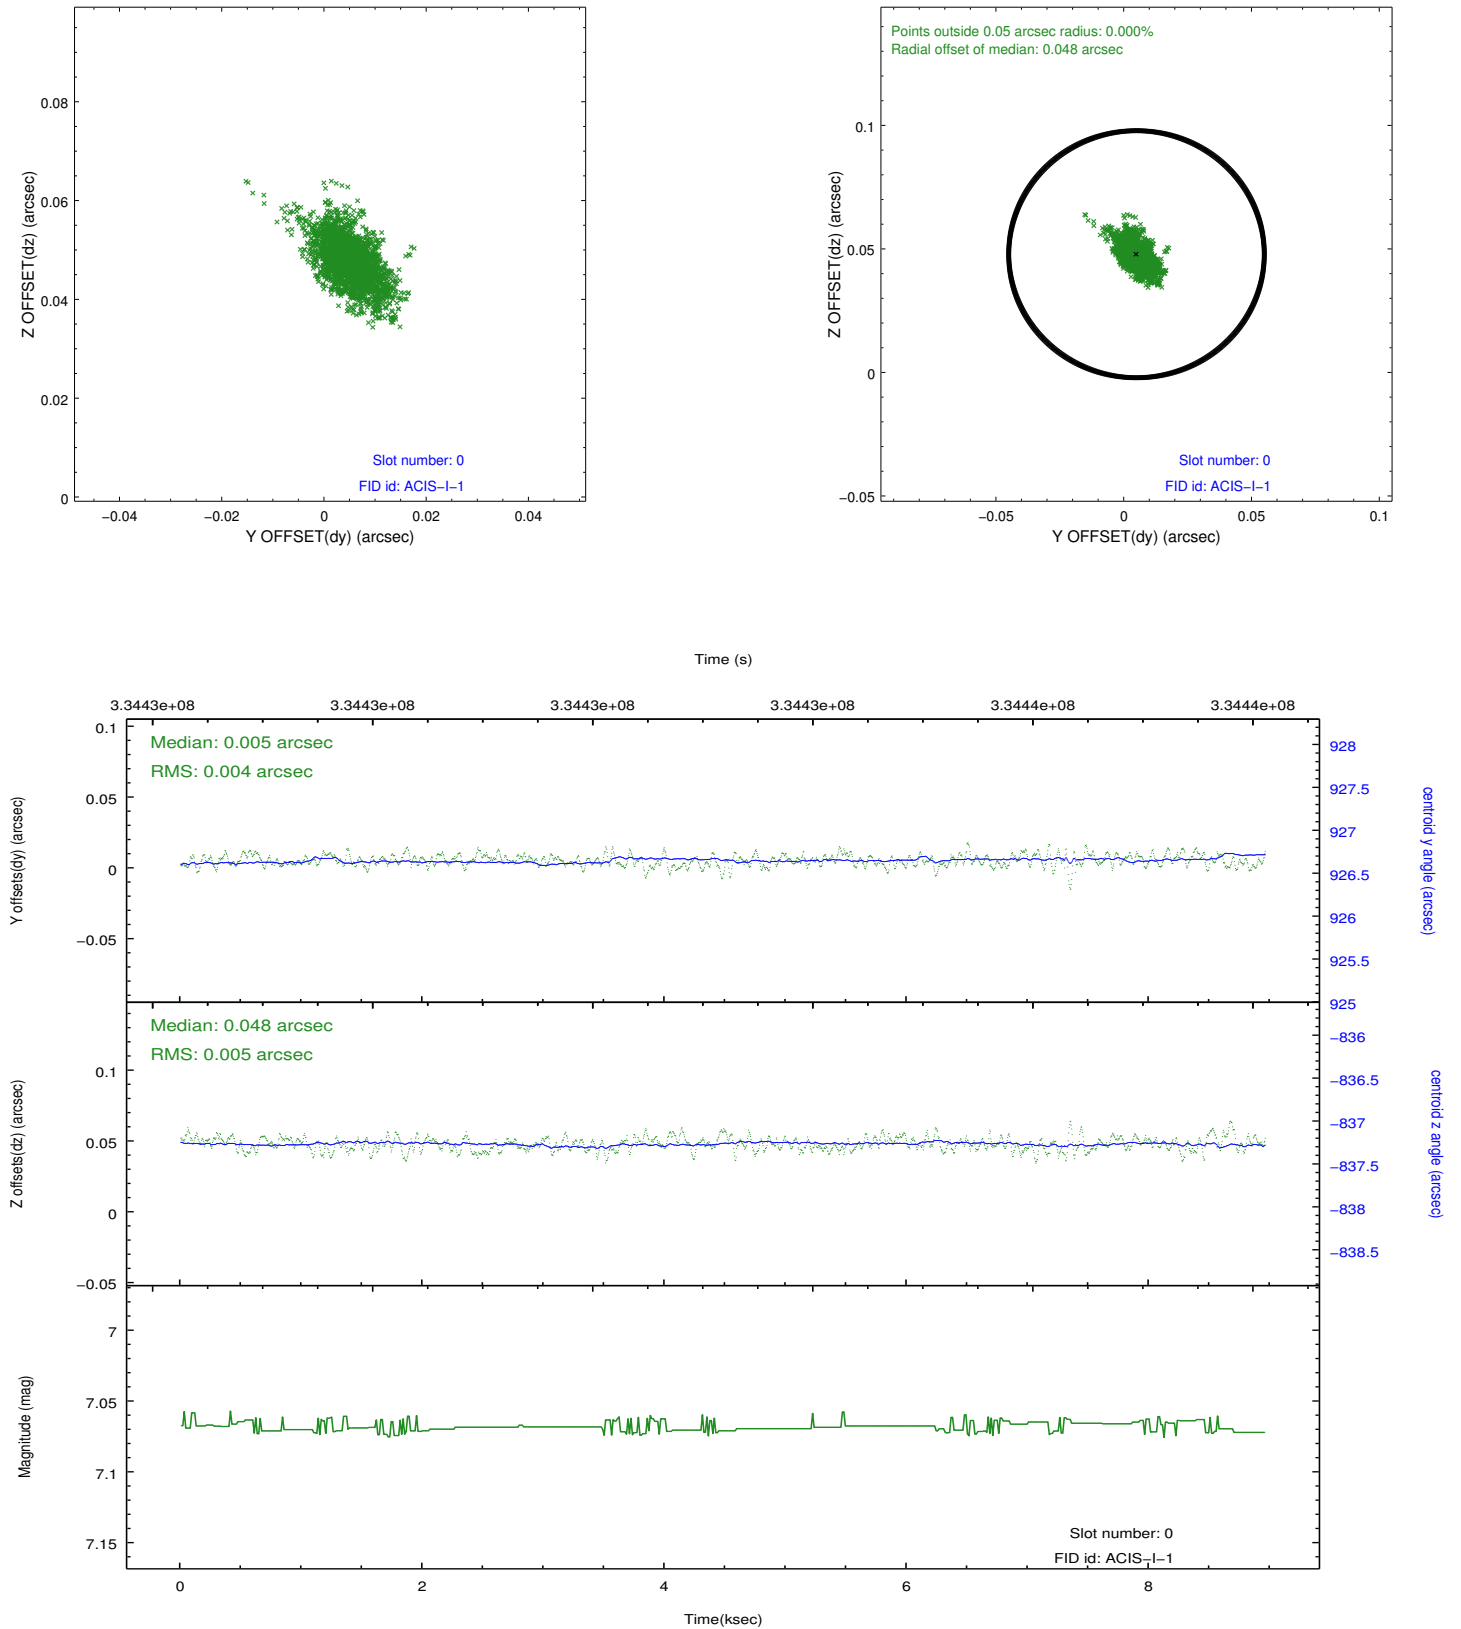 0.08
0.06
0.04
0.02
0
−0.04
−0.02
0
0.02
0.04
Z OFFSET(dz) (arcsec)
Y OFFSET(dy) (arcsec)
Slot number: 0
FID id: ACIS−I−1
Points outside 0.05 arcsec radius: 0.000%
Radial offset of median: 0.048 arcsec
0.1
0.05
0
−0.05
−0.05
0
0.05
0.1
Z OFFSET(dz) (arcsec)
Y OFFSET(dy) (arcsec)
Slot number: 0
FID id: ACIS−I−1
Time (s)
3.3443e+08
3.3443e+08
3.3443e+08
3.3443e+08
3.3444e+08
3.3444e+08
Median: 0.005 arcsec
RMS: 0.004 arcsec
0.1
0.05
0
−0.05
Y offsets(dy) (arcsec)
928
927.5
927
926.5
926
925.5
925
centroid y angle (arcsec)
Median: 0.048 arcsec
RMS: 0.005 arcsec
0.1
0.05
0
−0.05
Z offsets(dz) (arcsec)
−836
−836.5
−837
−837.5
−838
−838.5
centroid z angle (arcsec)
7
7.05
7.1
7.15
Magnitude (mag)
Slot number: 0
FID id: ACIS−I−1
0
2
4
6
8
Time(ksec)